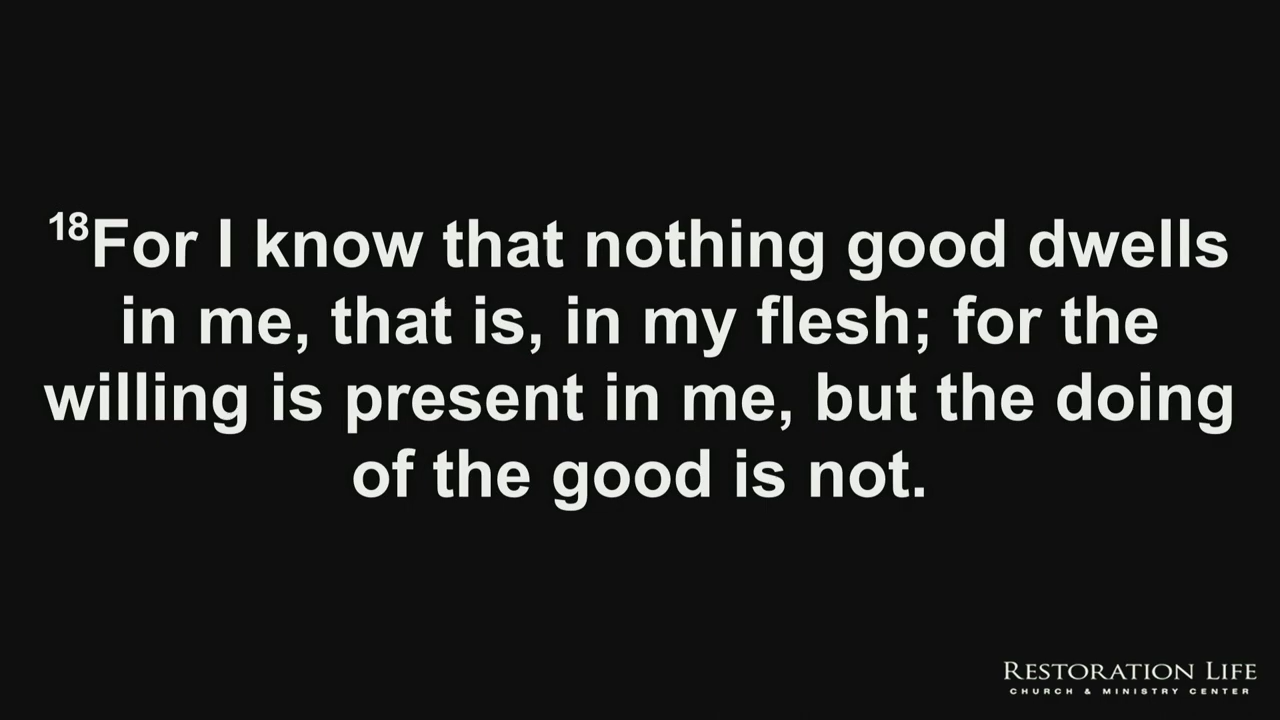 18For I know that nothing good dwells
in me, that is, in my flesh; for the
willing is present in me, but the doing
of the good is not.
RESTORATION LIFE
CHURCH & MINISTRY CENTER